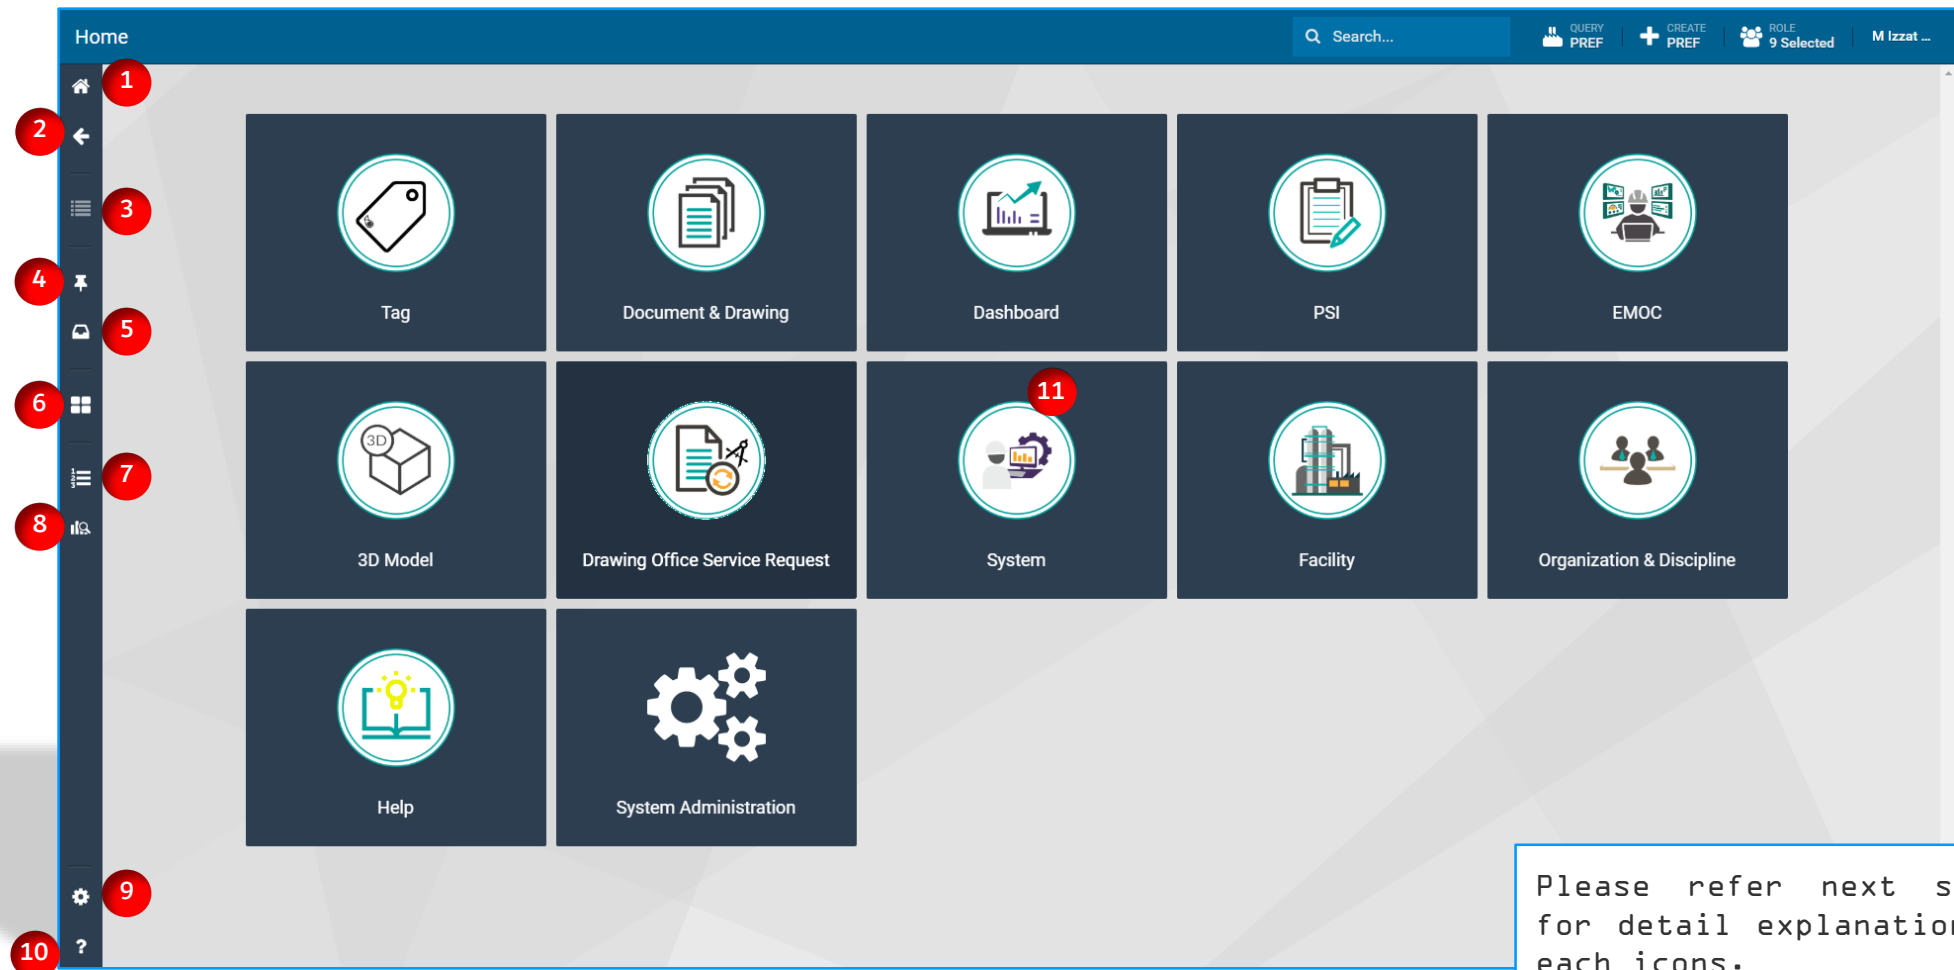 Home
Search...
QUERY
PREF
CREATE
PREF
ROLE
9 Selected
M Izzat ...
1
2
3
4
5
6
7
8
9
10
11
Tag
Document & Drawing
Dashboard
PSI
EMOC
3D
3D Model
Drawing Office Service Request
System
Facility
Organization & Discipline
Help
System Administration
Please refer next s
for detail explanation
each icons.